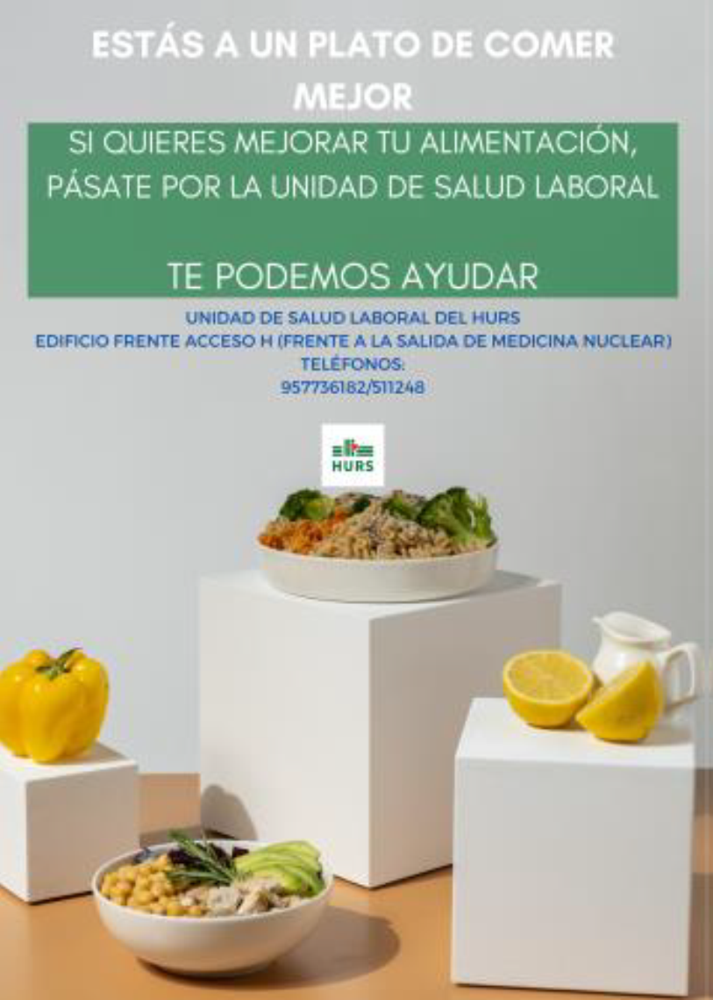 ESTÁS A UN PLATO DE COMER
MEJOR
SI QUIERES MEJORAR TU ALIMENTACIÓN,
PÁSATE POR LA UNIDAD DE SALUD LABORAL
TE PODEMOS AYUDAR
UNIDAD DE SALUD LABORAL DEL HURS
EDIFICIO FRENTE ACCESO H (FRENTE A LA SALIDA DE MEDICINA NUCLEAR)
TELÉFONOS:
957736182/511248
HURS